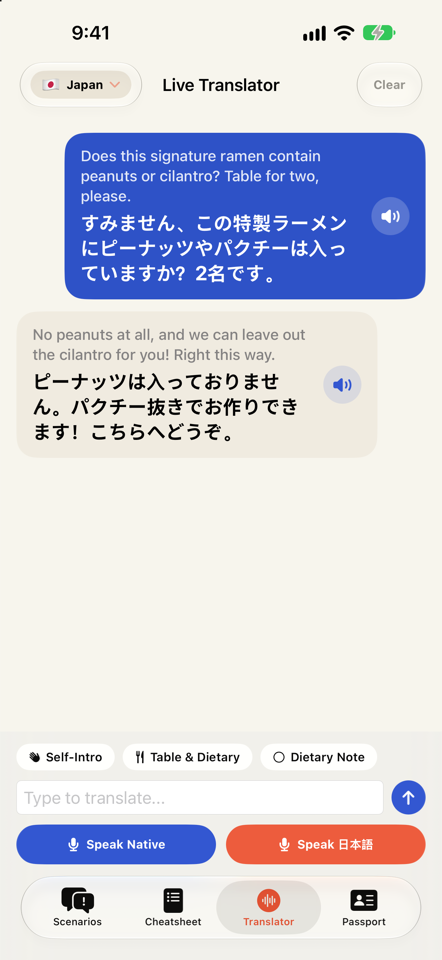 9:41
Japan
Live Translator
Clear
Does this signature ramen contain
peanuts or cilantro? Table for two,
please.
すみません、この特製ラーメン
にピーナッツやパクチーは入っ
ていますか？2名です。
No peanuts at all, and we can leave out
the cilantro for you! Right this way.
ピーナッツは入っておりませ
ん。パクチー抜きでお作りでき
ます！こちらへどうぞ。
Self-Intro
Table & Dietary
Dietary Note
Type to translate...
Speak Native
Speak 日本語
Scenarios
Cheatsheet
Translator
Passport